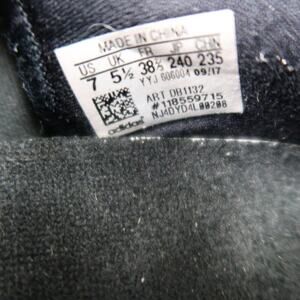 MADE IN CHINA
US UK FR JP CHN
7 5½ 38⅔ 240 235
YYJ 606004 09/17
ART DB1132
#118559715
NJ4DYD4L00208
adidas